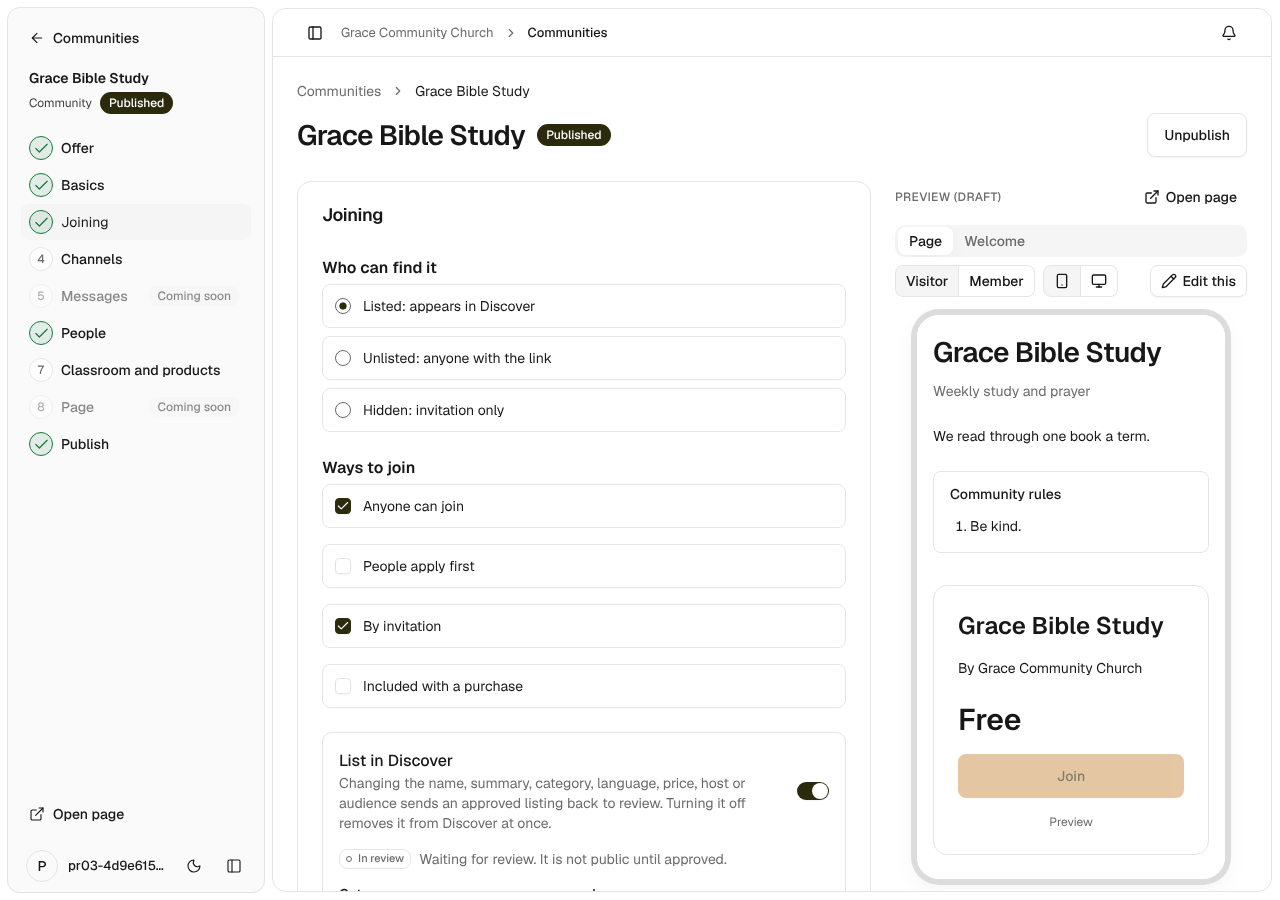 Communities
Grace Bible Study
Community Published
Offer
Basics
Joining
4 Channels
5 Messages Coming soon
People
7 Classroom and products
8 Page Coming soon
Publish
Open page
P pr03-4d9e615...
Grace Community Church Communities
Communities Grace Bible Study
Grace Bible Study Published
Unpublish
Joining
Who can find it
Listed: appears in Discover
Unlisted: anyone with the link
Hidden: invitation only
Ways to join
Anyone can join
People apply first
By invitation
Included with a purchase
List in Discover
Changing the name, summary, category, language, price, host or
audience sends an approved listing back to review. Turning it off
removes it from Discover at once.
In review Waiting for review. It is not public until approved.
PREVIEW (DRAFT) Open page
Page Welcome
Visitor Member Edit this
Grace Bible Study
Weekly study and prayer
We read through one book a term.
Community rules
1. Be kind.
Grace Bible Study
By Grace Community Church
Free
Join
Preview